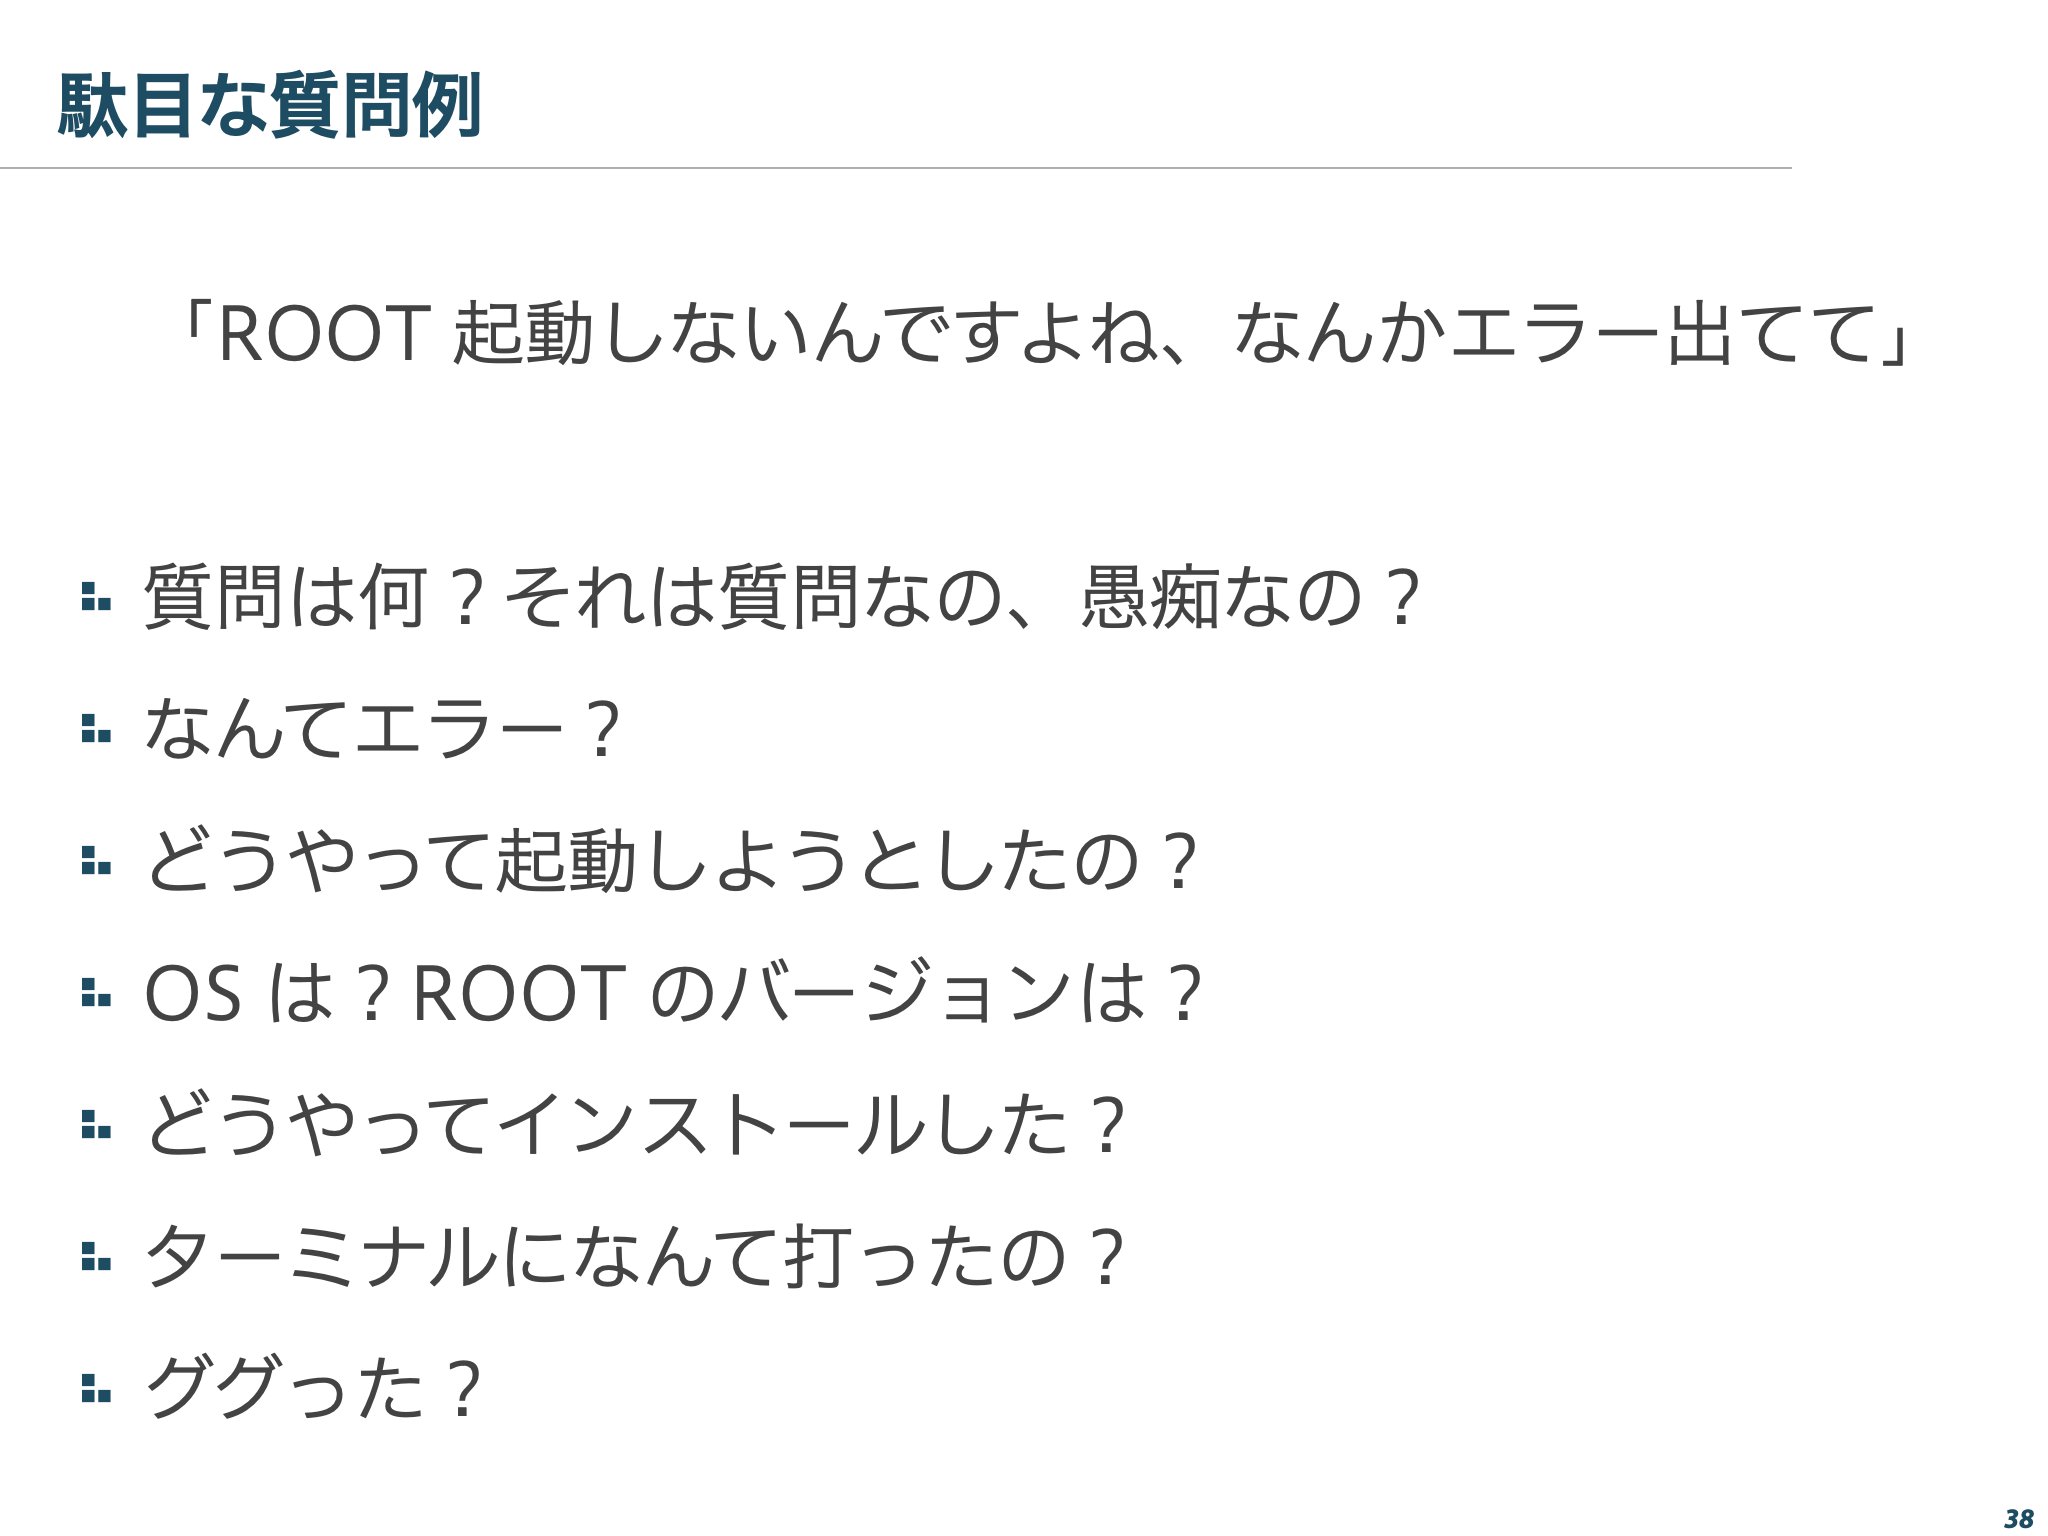 駄目な質問例
「ROOT 起動しないんですよね、なんかエラー出てて」
質問は何？それは質問なの、愚痴なの？
なんてエラー？
どうやって起動しようとしたの？
OS は？ROOT のバージョンは？
どうやってインストールした？
ターミナルになんて打ったの？
ググった？
38